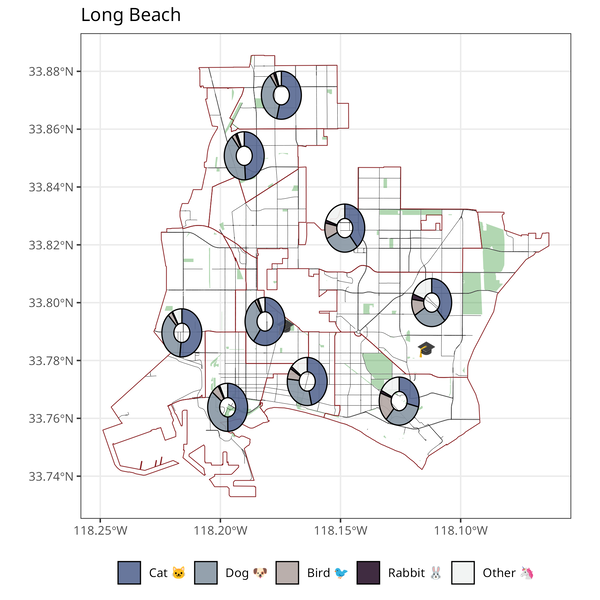 Long Beach
33.88°N
33.86°N
33.84°N
33.82°N
33.80°N
33.78°N
33.76°N
33.74°N
118.25°W 118.20°W 118.15°W 118.10°W
Cat 🐱 Dog 🐶 Bird 🐦 Rabbit 🐰 Other 🦄